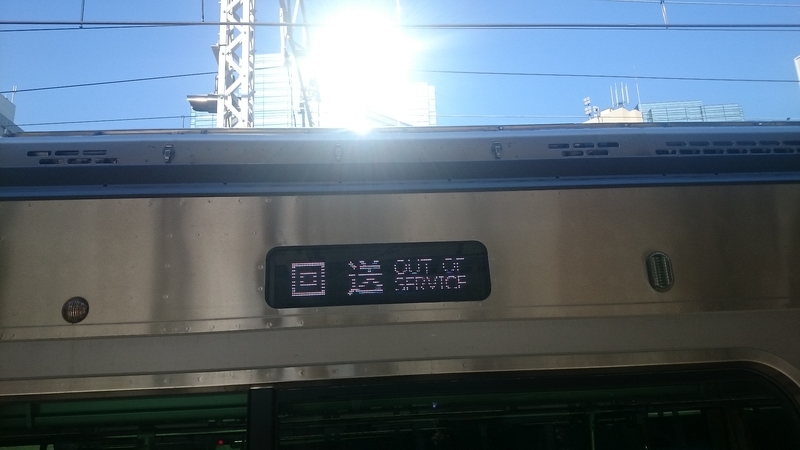 回送 OUT OF
SERVICE